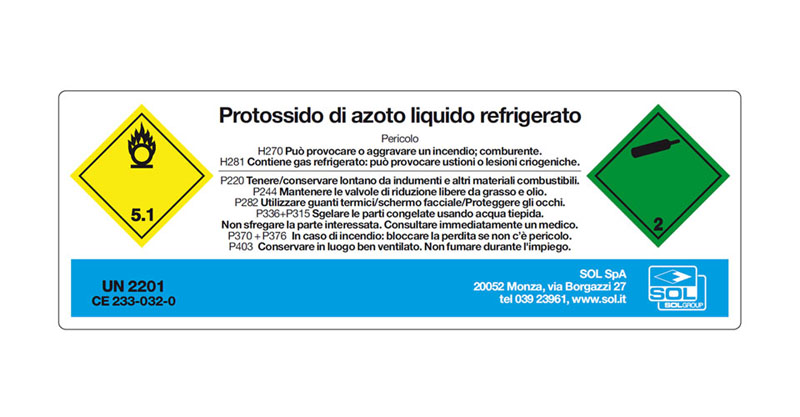 Protossido di azoto liquido refrigerato
Pericolo
H270 Può provocare o aggravare un incendio; comburente.
H281 Contiene gas refrigerato: può provocare ustioni o lesioni criogeniche.
P220 Tenere/conservare lontano da indumenti e altri materiali combustibili.
P244 Mantenere le valvole di riduzione libere da grasso e olio.
P282 Utilizzare guanti termici/schermo facciale/Proteggere gli occhi.
P336+P315 Sgelare le parti congelate usando acqua tiepida.
Non sfregare la parte interessata. Consultare immediatamente un medico.
P370 + P376 In caso di incendio: bloccare la perdita se non c'è pericolo.
P403 Conservare in luogo ben ventilato. Non fumare durante l'impiego.
5.1
2
UN 2201
CE 233-032-0
SOL SpA
20052 Monza, via Borgazzi 27
tel 039 23961, www.sol.it
SOL
SOLGROUP